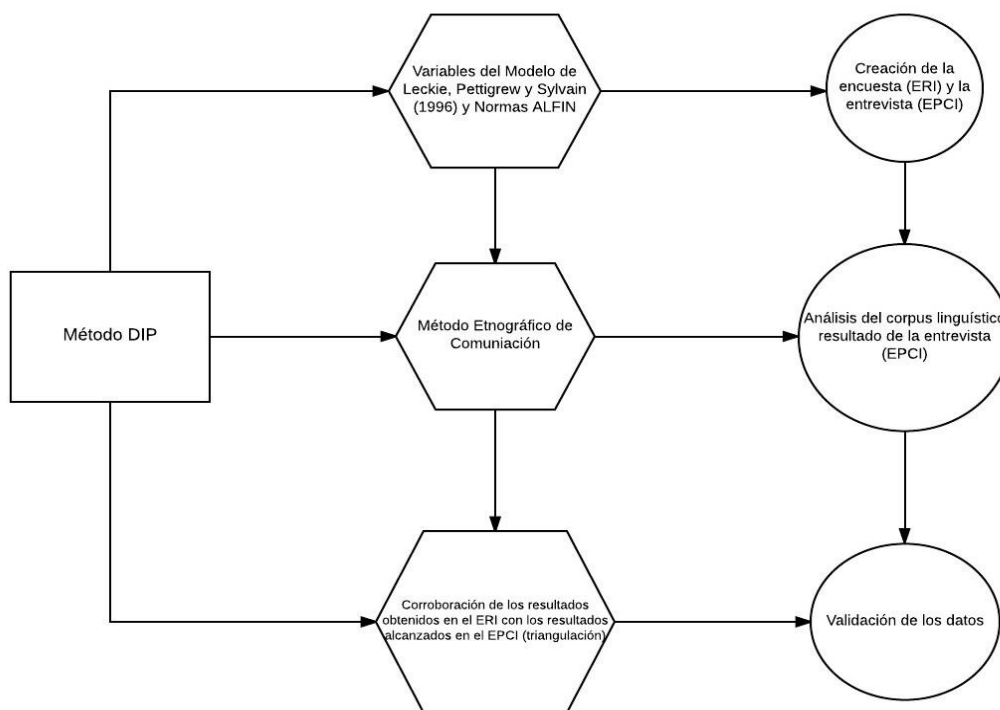 Variables del Modelo de
Leckie, Pettigrew y Sylvain
(1996) y Normas ALFIN
Creación de la
encuesta (ERI) y la
entrevista (EPCI)
Método DIP
Método Etnográfico de
Comuniación
Análisis del corpus linguístico
resultado de la entrevista
(EPCI)
Corroboración de los resultados
obtenidos en el ERI con los resultados
alcanzados en el EPCI (triangulación)
Validación de los datos